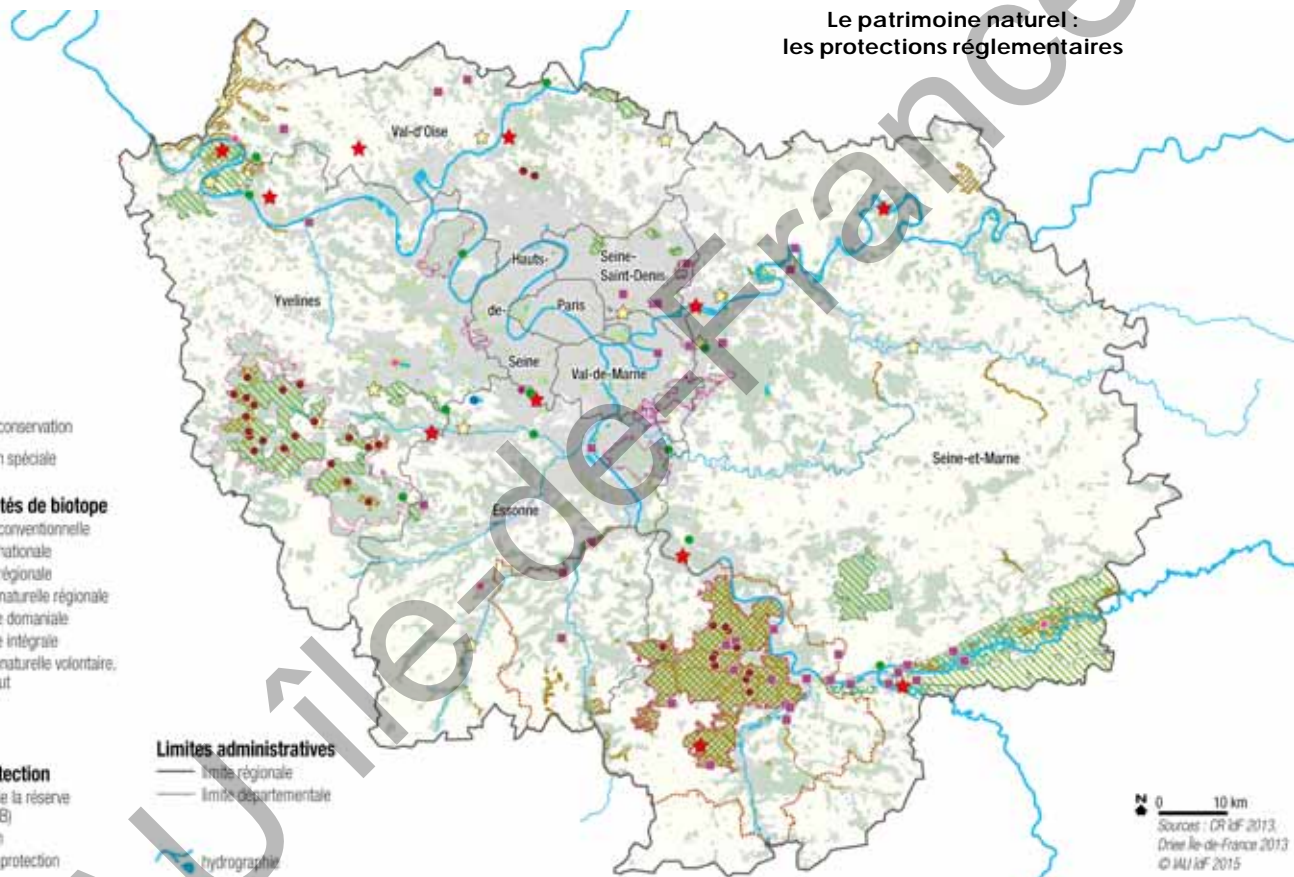 Le patrimoine naturel :
les protections réglementaires
Val-d'Oise
Hauts-
Seine-
Saint-Denis
Yvelines
de-
Paris
Seine
Val-de-Marne
Seine-et-Marne
Essonne
conservation
spéciale
tés de biotope
conventionnelle
nationale
régionale
naturelle régionale
domaniale
intégrale
naturelle volontaire,
ut
tection
e la réserve
B)
protection
Limites administratives
limite régionale
limite départementale
hydrographie
N 0 10 km
Sources : CR IdF 2013,
Driee Île-de-France 2013
© IAU IdF 2015
AU île-de-France